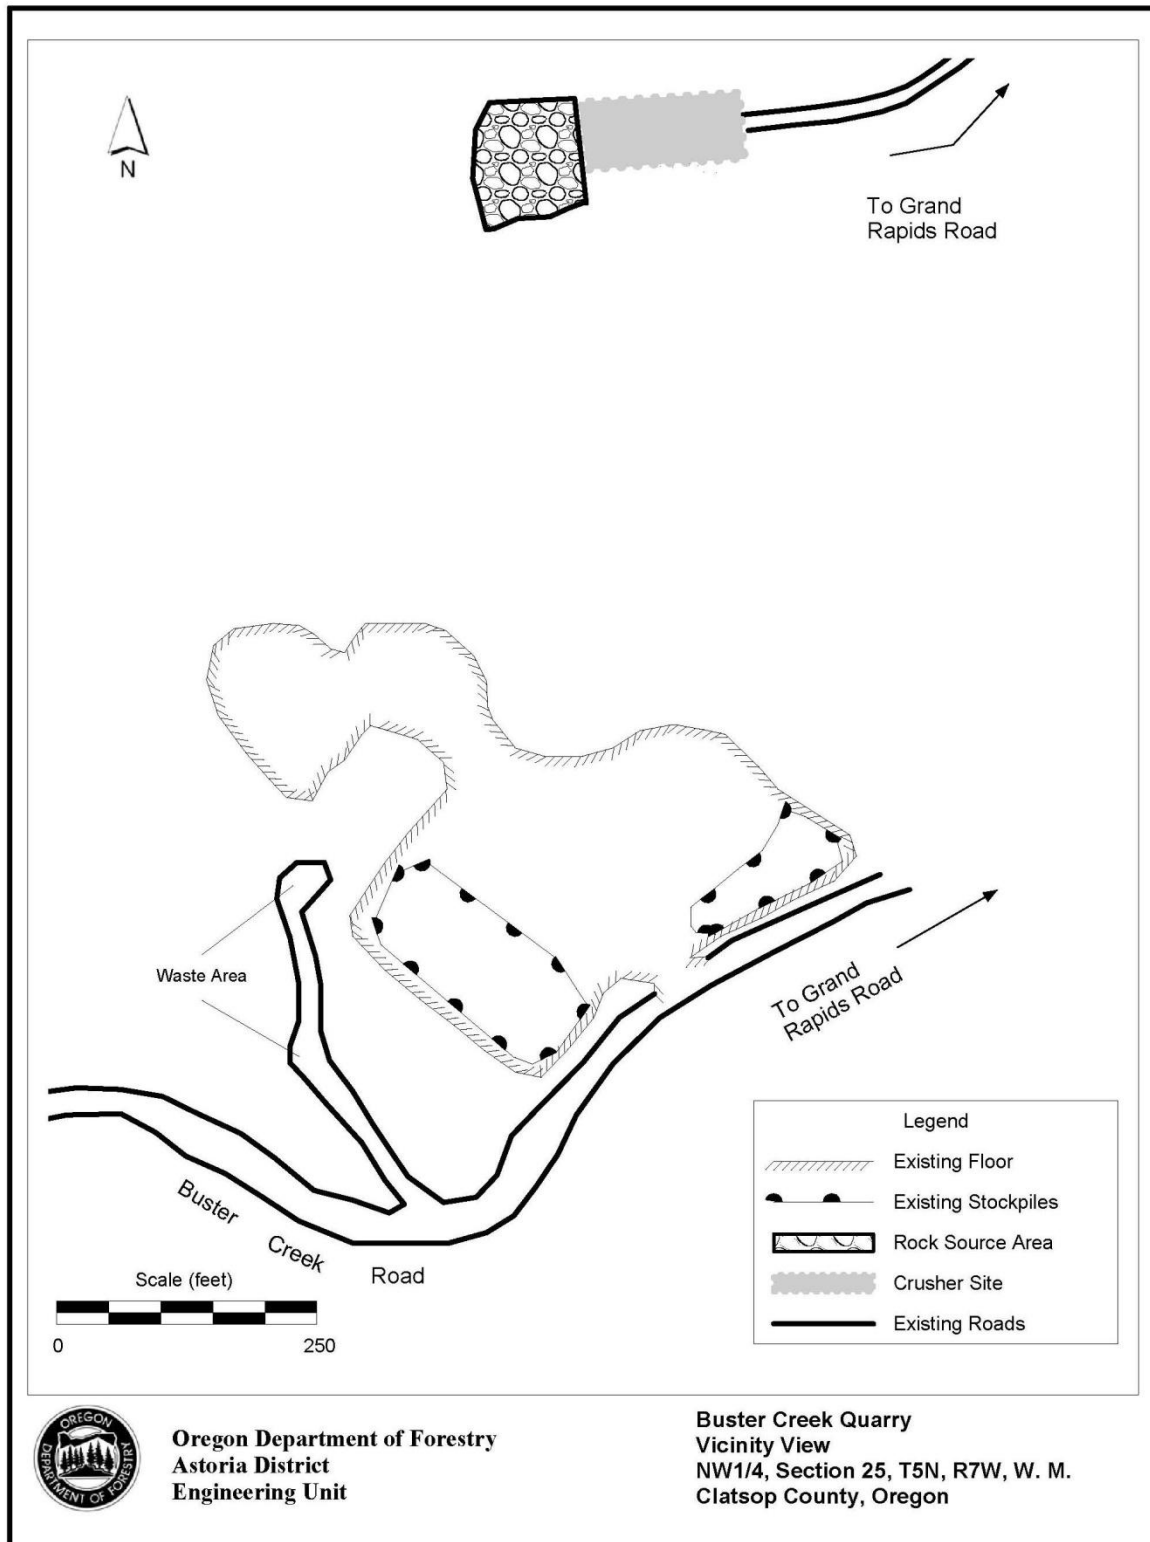 N
To Grand
Rapids Road
Waste Area
To Grand
Rapids Road
Buster Creek Road
Scale (feet)
0 250
Legend
Existing Floor
Existing Stockpiles
Rock Source Area
Crusher Site
Existing Roads
OREGON
DEPARTMENT OF FORESTRY
Oregon Department of Forestry
Astoria District
Engineering Unit
Buster Creek Quarry
Vicinity View
NW1/4, Section 25, T5N, R7W, W. M.
Clatsop County, Oregon